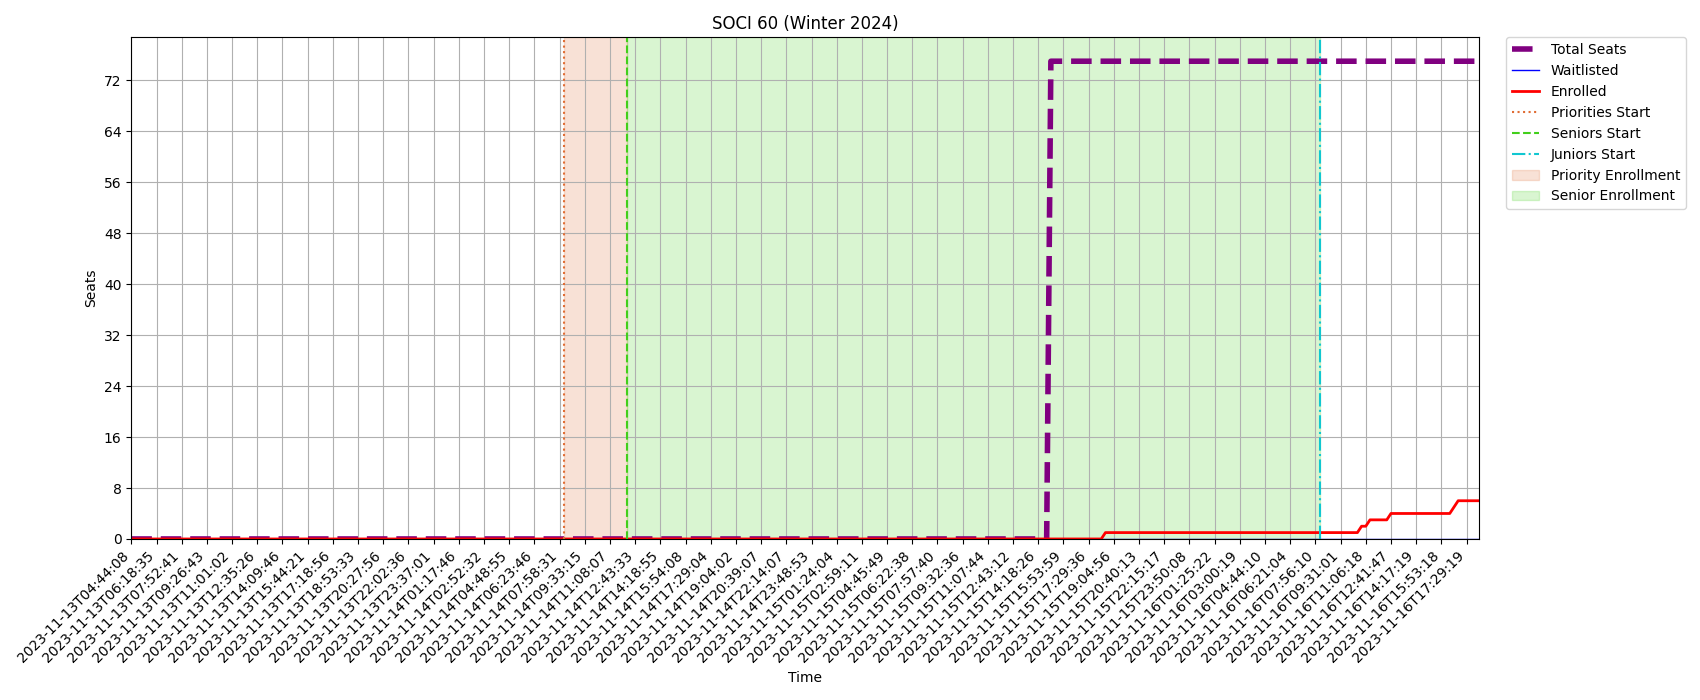 SOCI 60 (Winter 2024)
Total Seats
Waitlisted
Enrolled
Priorities Start
Seniors Start
Juniors Start
Priority Enrollment
Senior Enrollment
Seats
72
64
56
48
40
32
24
16
8
0
2023-11-13T04:44:08
2023-11-13T06:18:35
2023-11-13T07:52:41
2023-11-13T09:26:43
2023-11-13T11:01:02
2023-11-13T12:35:26
2023-11-13T14:09:46
2023-11-13T15:44:21
2023-11-13T17:18:56
2023-11-13T18:53:33
2023-11-13T20:27:56
2023-11-13T22:02:36
2023-11-13T23:37:01
2023-11-14T01:17:46
2023-11-14T02:52:32
2023-11-14T04:48:55
2023-11-14T06:23:46
2023-11-14T07:58:31
2023-11-14T09:33:15
2023-11-14T11:08:07
2023-11-14T12:43:33
2023-11-14T14:18:55
2023-11-14T15:54:08
2023-11-14T17:29:04
2023-11-14T19:04:02
2023-11-14T20:39:07
2023-11-14T22:14:07
2023-11-14T23:48:53
2023-11-15T01:24:04
2023-11-15T02:59:11
2023-11-15T04:45:49
2023-11-15T06:22:38
2023-11-15T07:57:40
2023-11-15T09:32:36
2023-11-15T11:07:44
2023-11-15T12:43:12
2023-11-15T14:18:26
2023-11-15T15:53:59
2023-11-15T17:29:36
2023-11-15T19:04:56
2023-11-15T20:40:13
2023-11-15T22:15:17
2023-11-15T23:50:08
2023-11-16T01:25:22
2023-11-16T03:00:19
2023-11-16T04:44:10
2023-11-16T06:21:04
2023-11-16T07:56:10
2023-11-16T09:31:01
2023-11-16T11:06:18
2023-11-16T12:41:47
2023-11-16T14:17:19
2023-11-16T15:53:18
2023-11-16T17:29:19
Time